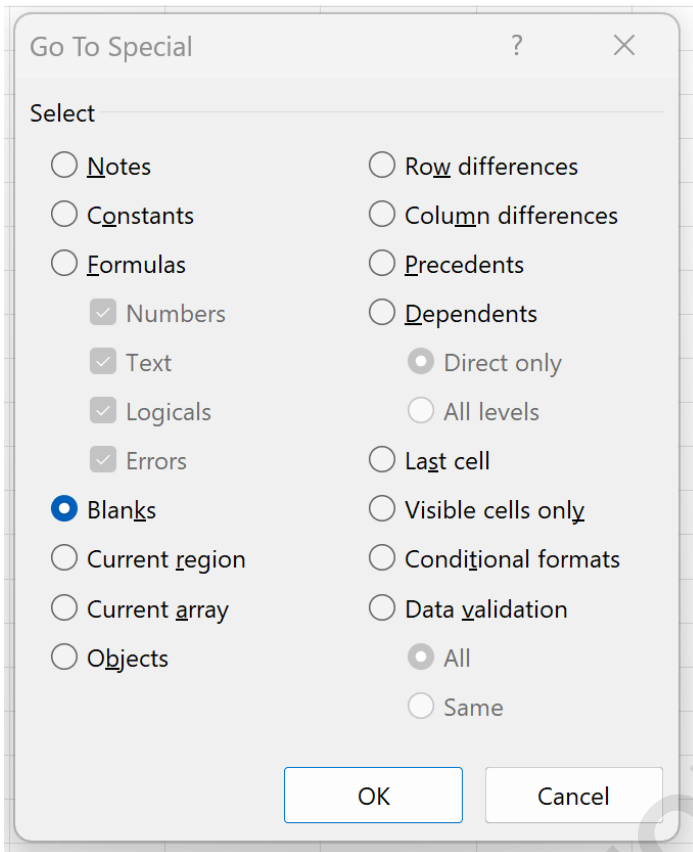 Go To Special ?
Select
Notes
Constants
Formulas
Numbers
Text
Logicals
Errors
Blanks
Current region
Current array
Objects
Row differences
Column differences
Precedents
Dependents
Direct only
All levels
Last cell
Visible cells only
Conditional formats
Data validation
All
Same
OK
Cancel